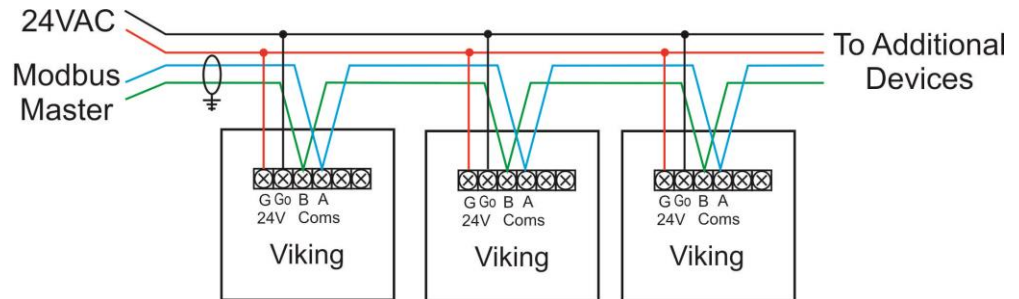 24VAC
Modbus
Master
To Additional
Devices
G Go B A
24V Coms
Viking
G Go B A
24V Coms
Viking
G Go B A
24V Coms
Viking